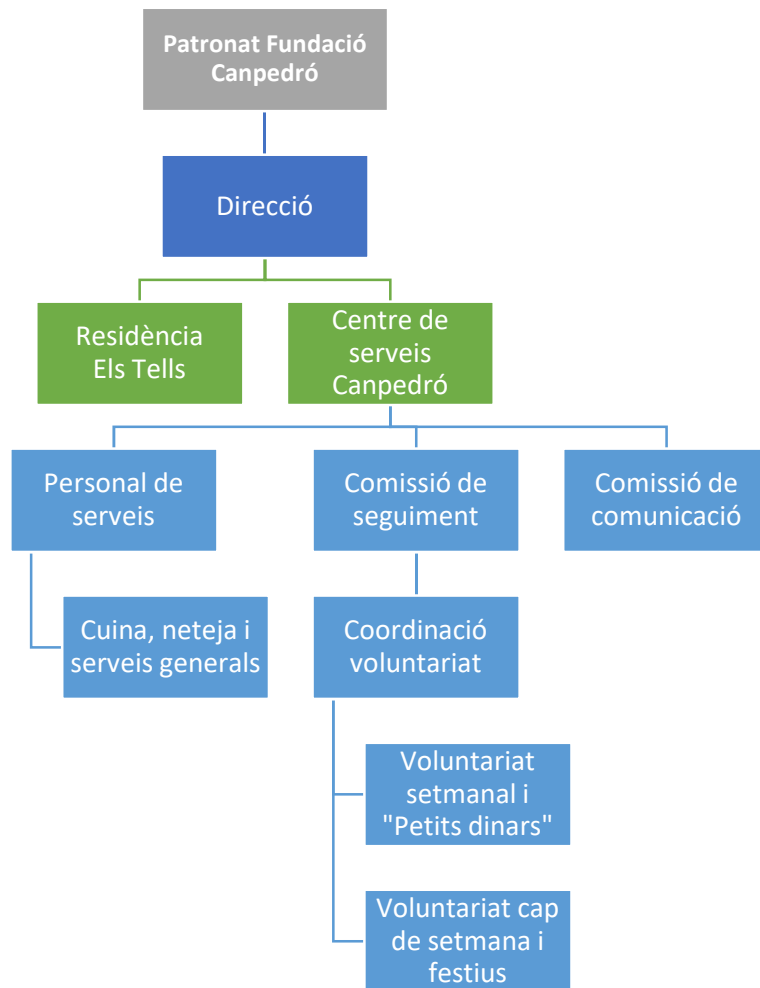 Patronat Fundació
Canpedró
Direcció
Residència
Els Tells
Centre de
serveis
Canpedró
Personal de
serveis
Comissió de
seguiment
Comissió de
comunicació
Cuina, neteja i
serveis generals
Coordinació
voluntariat
Voluntariat
setmanal i
"Petits dinars"
Voluntariat cap
de setmana i
festius